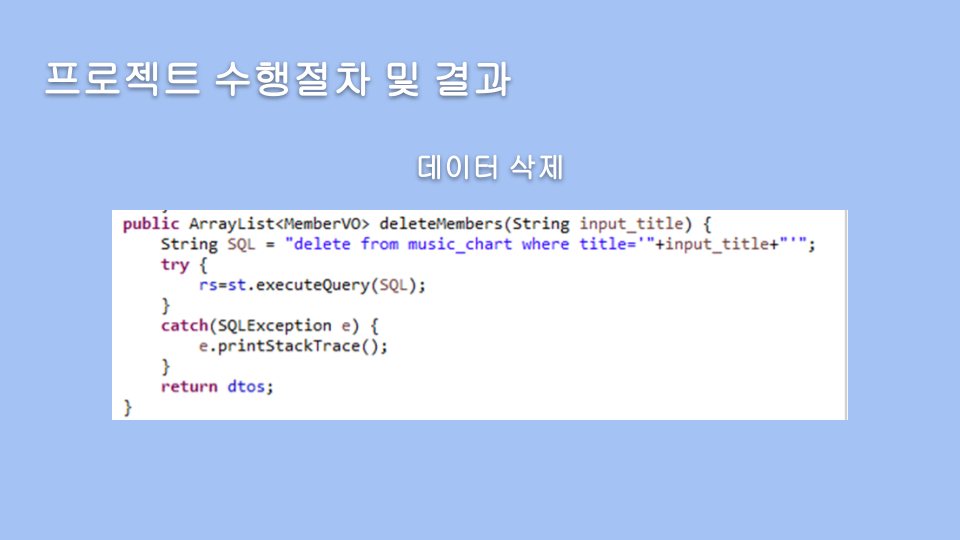 프로젝트 수행절차 및 결과
데이터 삭제
public ArrayList<MemberVO> deleteMembers(String input_title) {
String SQL = "delete from music_chart where title='"+input_title+"'";
try {
rs=st.executeQuery(SQL);
}
catch(SQLException e) {
e.printStackTrace();
}
return dtos;
}